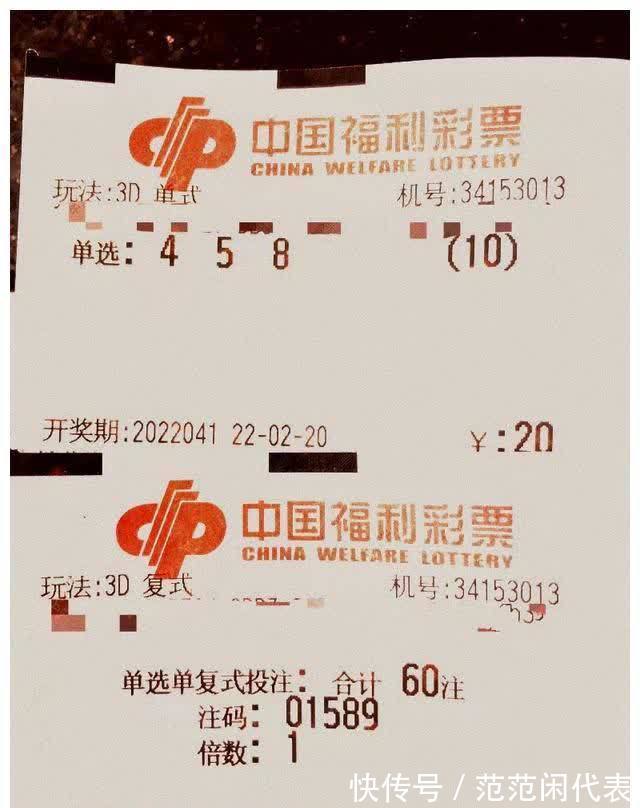 中国福利彩票
CHINA WELFARE LOTTERY
玩法:3D 单式 机号:34153013
单选: 4 5 8 (10)
开奖期:2022041 22-02-20 ¥:20
中国福利彩票
CHINA WELFARE LOTTERY
玩法:3D 复式 机号:34153013
单选单复式投注: 合计 60注
注码: 01589
倍数: 1
快传号/范范闲代表